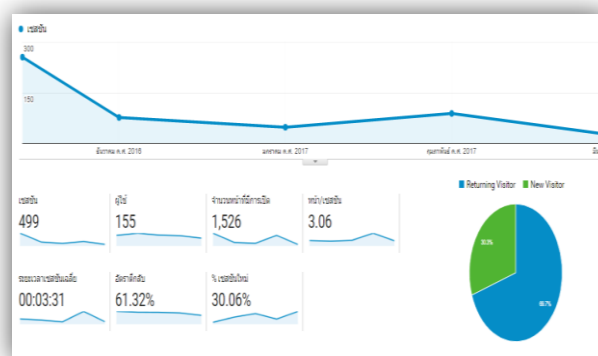 เซสชัน
300
150
ธันวาคม ค.ศ. 2016
มกราคม ค.ศ. 2017
กุมภาพันธ์ ค.ศ. 2017
Returning Visitor
New Visitor
เซสชัน
499
ผู้ใช้
155
จำนวนหน้าที่มีการเปิด
1,526
หน้า/เซสชัน
3.06
ระยะเวลาเซสชันเฉลี่ย
00:03:31
อัตราตีกลับ
61.32%
% เซสชันใหม่
30.06%